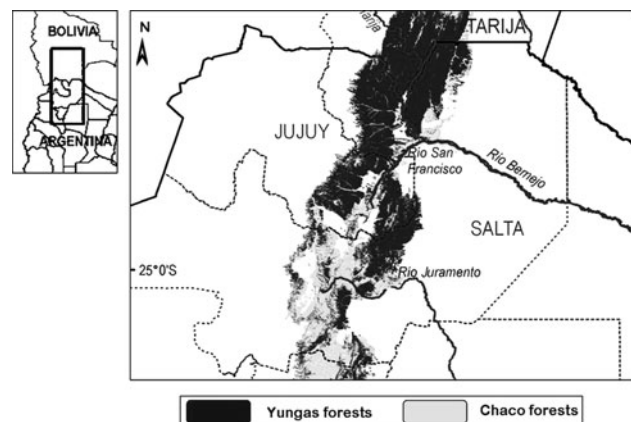 BOLIVIA
ARGENTINA
N
TARIJA
JUJUY
Río San
Francisco
Río Bermejo
SALTA
25°0'S
Río Juramento
Yungas forests
Chaco forests